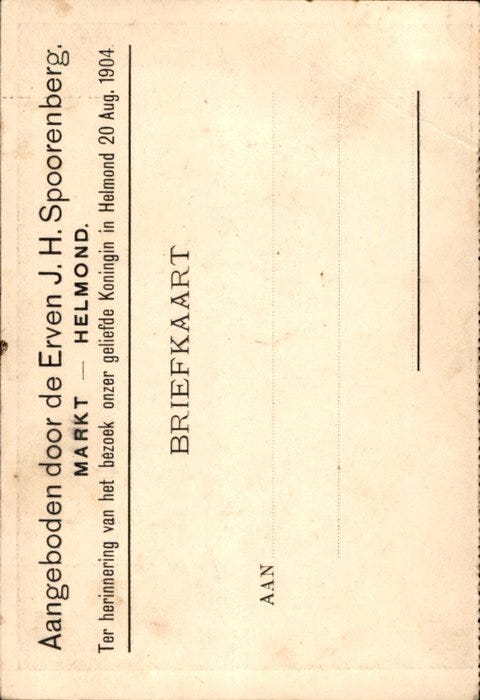 Aangeboden door de Erven J. H. Spoorenberg,
MARKT — HELMOND.
Ter herinnering van het bezoek onzer geliefde Koningin in Helmond 20 Aug. 1904
BRIEFKAART
AAN